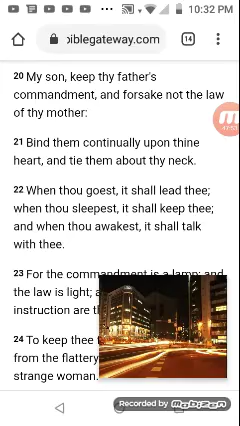 10:32 PM
biblegateway.com
14
20 My son, keep thy father's
commandment, and forsake not the law
of thy mother:
21 Bind them continually upon thine
heart, and tie them about thy neck.
22 When thou goest, it shall lead thee;
when thou sleepest, it shall keep thee;
and when thou awakest, it shall talk
with thee.
23 For the commandment is a lamp; and
the law is light;
instruction are
24 To keep thee
from the flattery
strange woman.
Recorded by mobizen